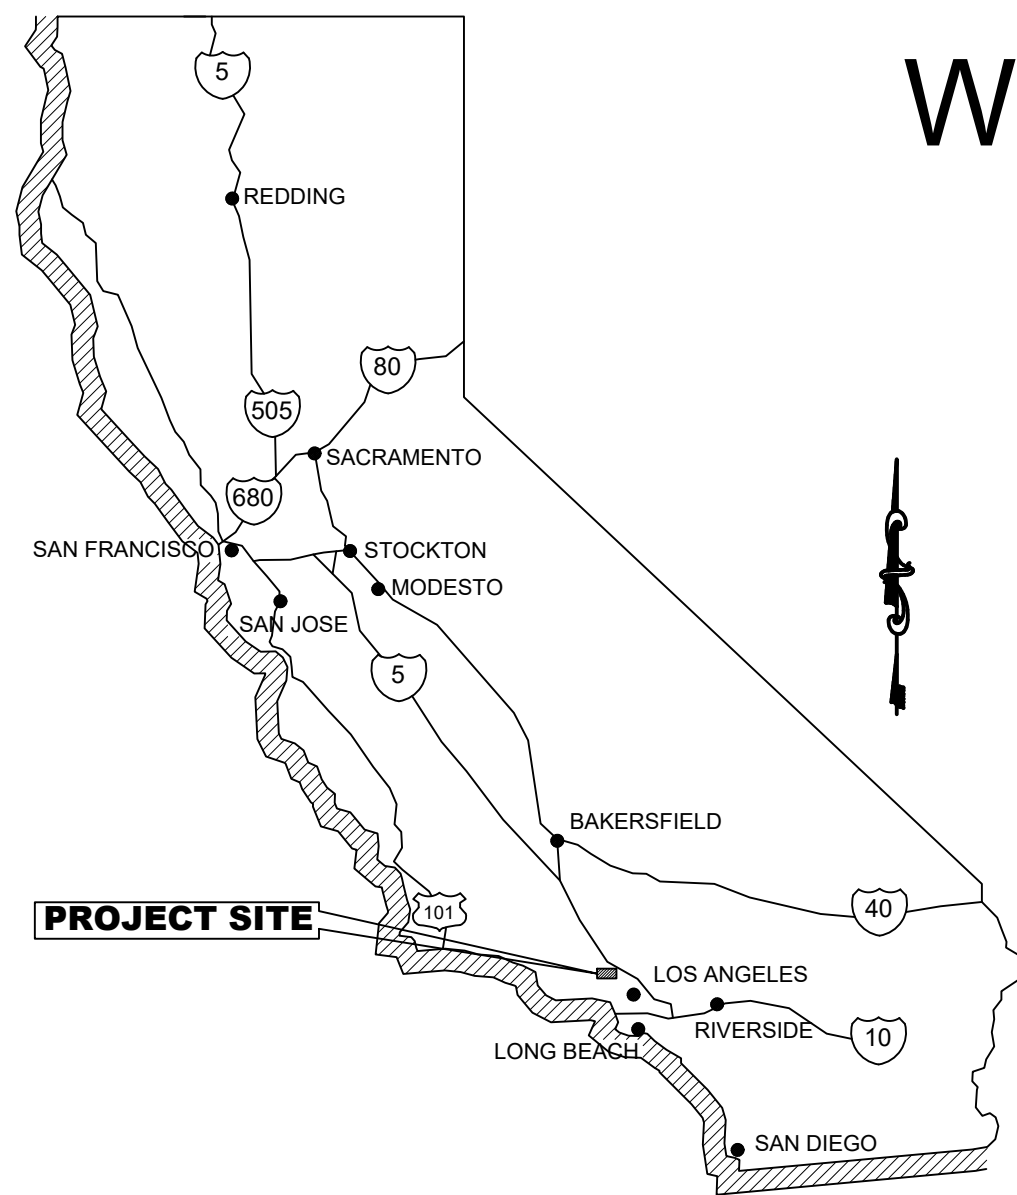 5
W
REDDING
80
505
SACRAMENTO
680
SAN FRANCISCO
STOCKTON
MODESTO
SAN JOSE
5
BAKERSFIELD
101
40
PROJECT SITE
LOS ANGELES
RIVERSIDE
10
LONG BEACH
SAN DIEGO